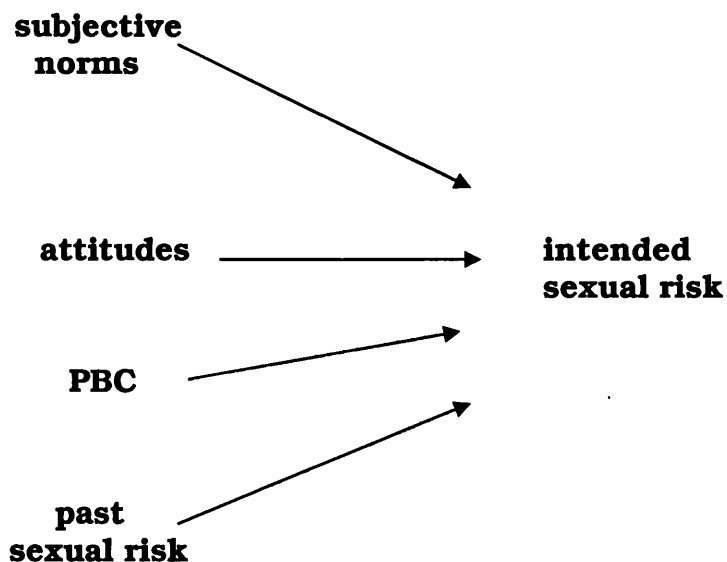 subjective
norms
attitudes
intended
sexual risk
PBC
past
sexual risk